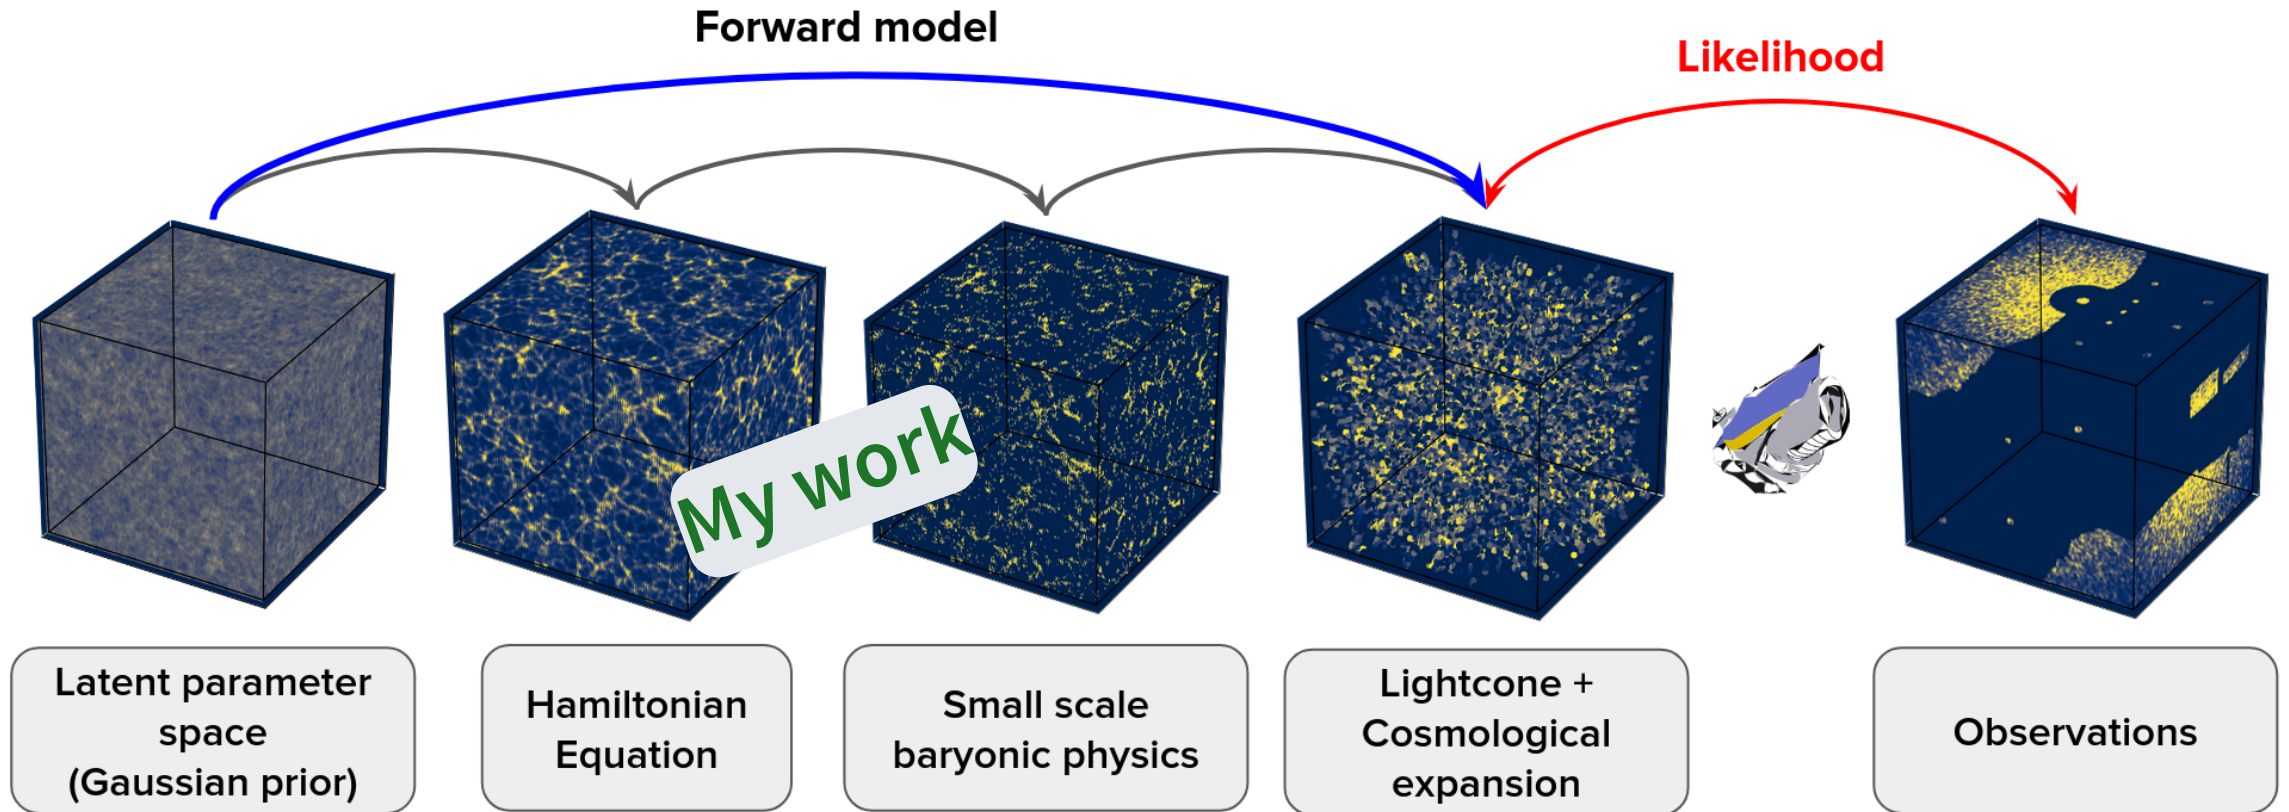 Forward model
Likelihood
My work
Latent parameter
space
(Gaussian prior)
Hamiltonian
Equation
Small scale
baryonic physics
Lightcone +
Cosmological
expansion
Observations